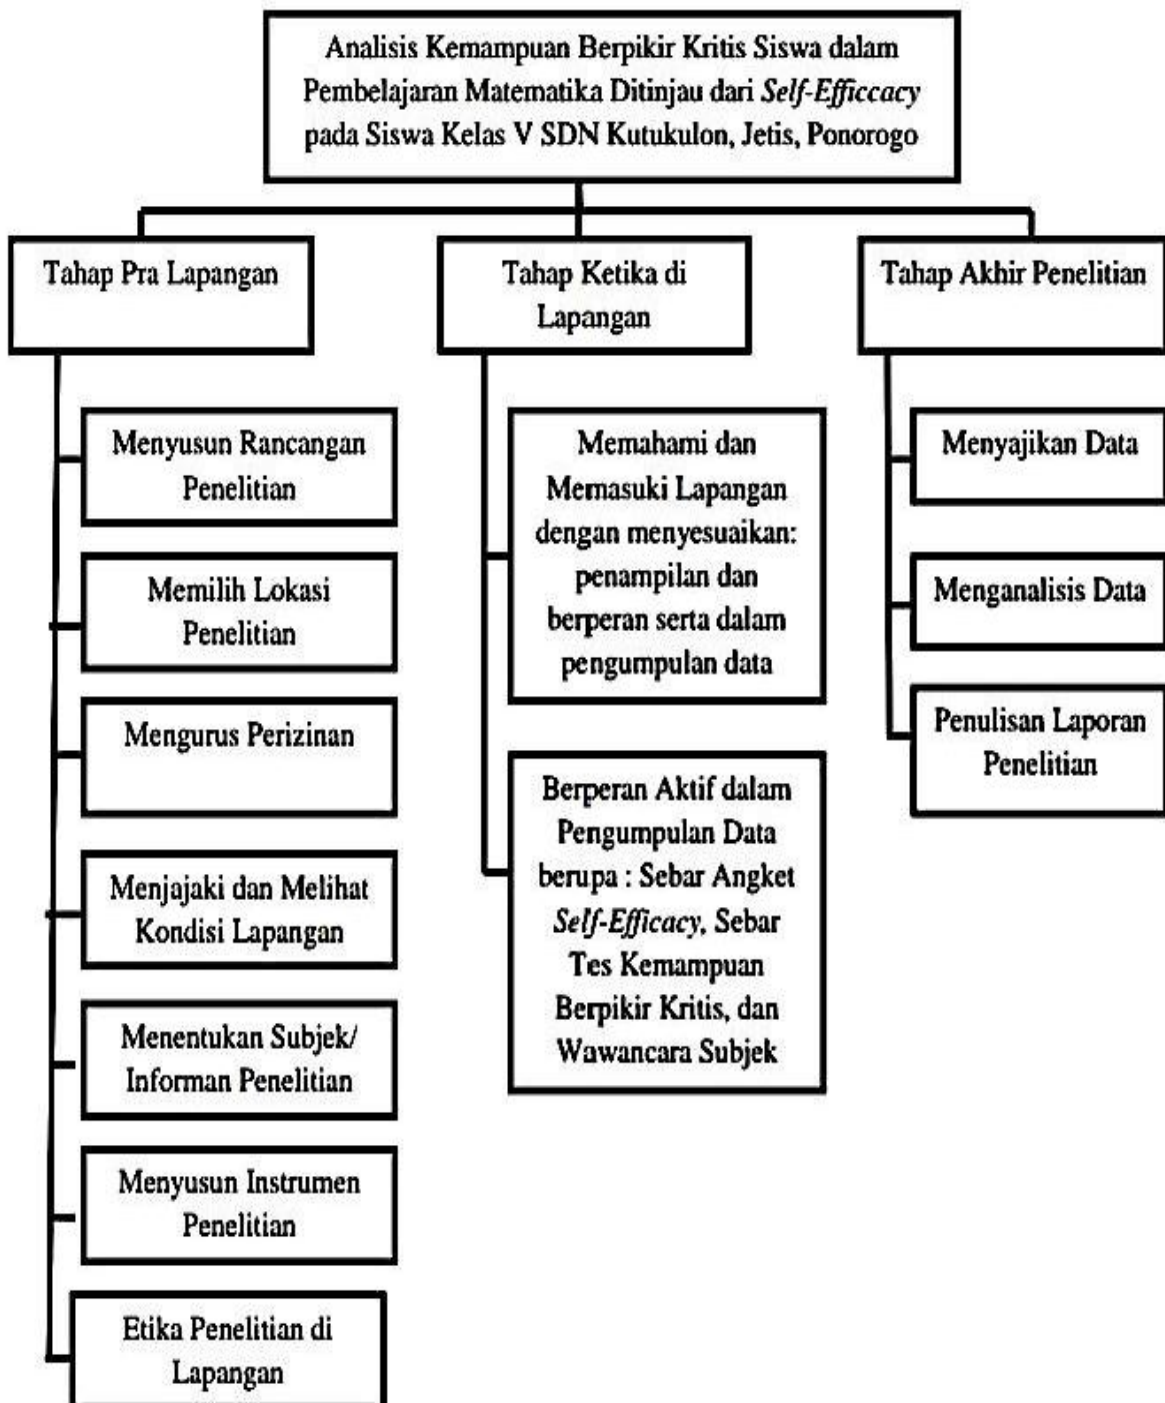 Analisis Kemampuan Berpikir Kritis Siswa dalam
Pembelajaran Matematika Ditinjau dari Self-Efficcacy
pada Siswa Kelas V SDN Kutukulon, Jetis, Ponorogo
Tahap Pra Lapangan
Menyusun Rancangan
Penelitian
Memilih Lokasi
Penelitian
Mengurus Perizinan
Menjajaki dan Melihat
Kondisi Lapangan
Menentukan Subjek/
Informan Penelitian
Menyusun Instrumen
Penelitian
Etika Penelitian di
Lapangan
Tahap Ketika di
Lapangan
Memahami dan
Memasuki Lapangan
dengan menyesuaikan:
penampilan dan
berperan serta dalam
pengumpulan data
Berperan Aktif dalam
Pengumpulan Data
berupa : Sebar Angket
Self-Efficacy, Sebar
Tes Kemampuan
Berpikir Kritis, dan
Wawancara Subjek
Tahap Akhir Penelitian
Menyajikan Data
Menganalisis Data
Penulisan Laporan
Penelitian